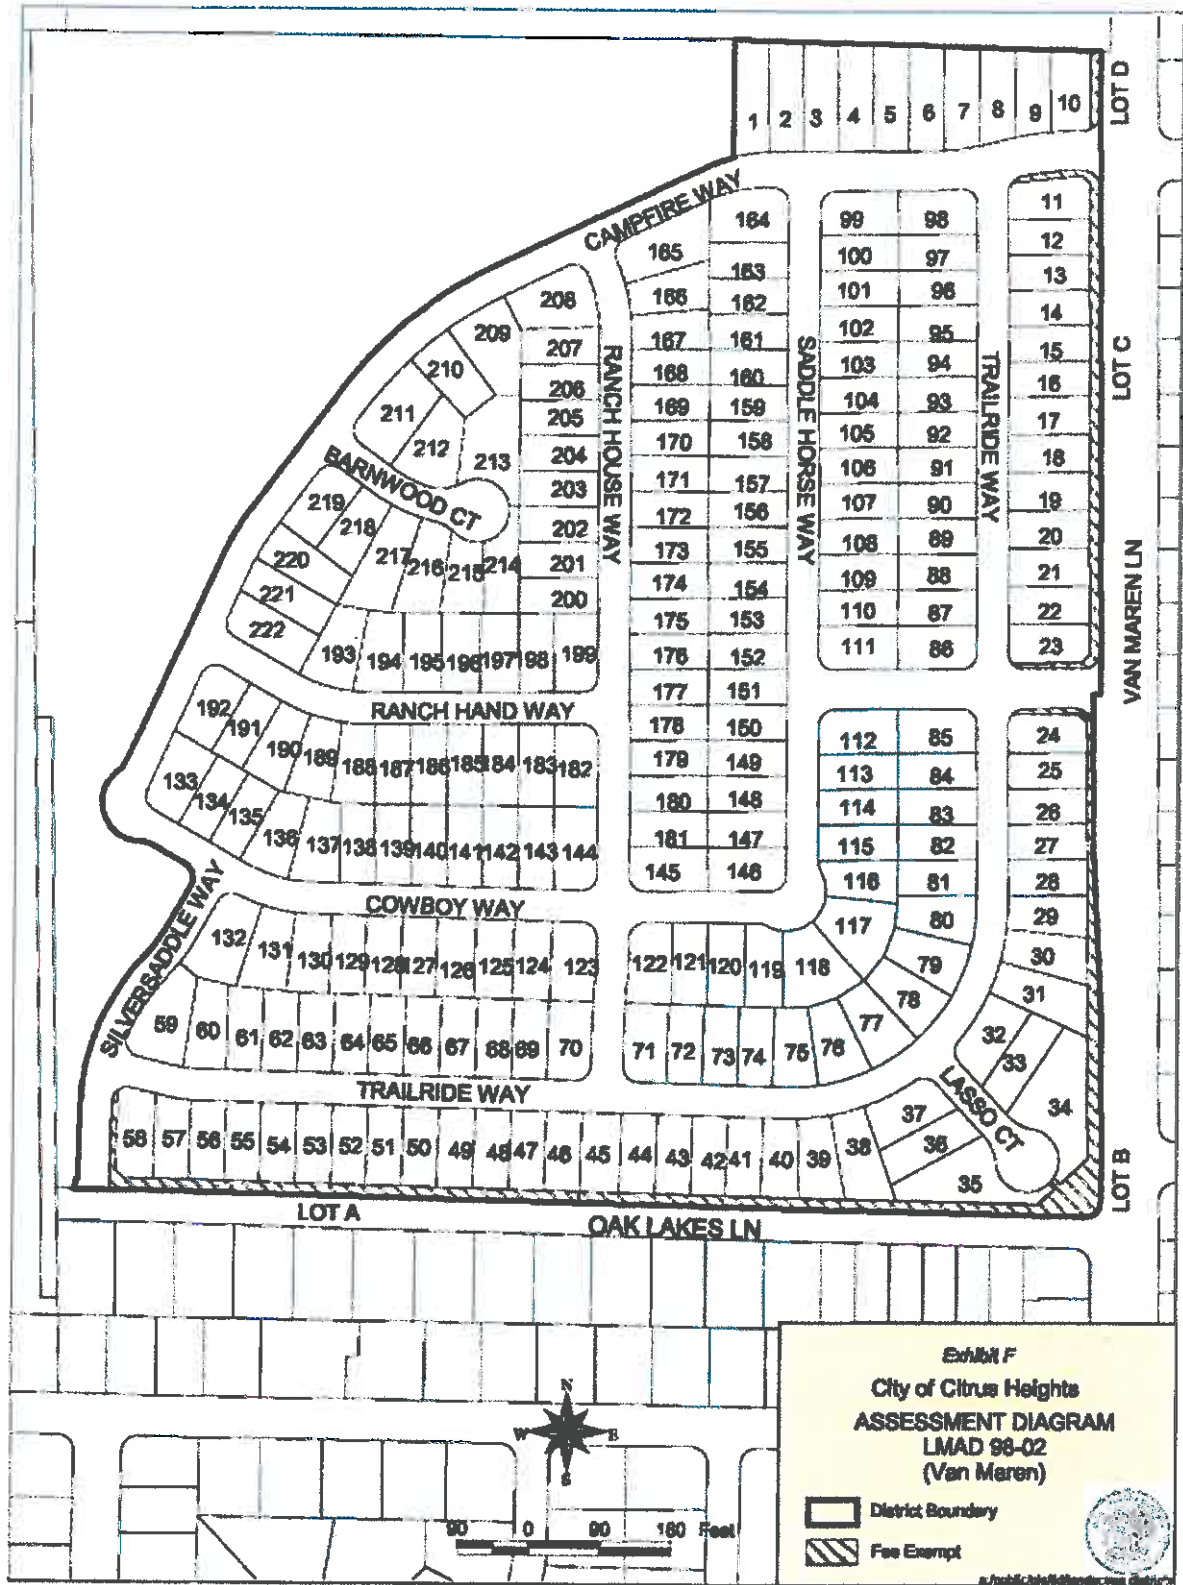 LOT D
1 2 3 4 5 6 7 8 9 10
CAMPFIRE WAY
164 99 98 11
165 163 100 97 12
166 162 101 96 13
208 167 161 102 95 14
209 207 168 160 103 94 15
210 206 169 159 104 93 16
211 205 170 158 105 92 17
212 213 204 171 157 106 91 18
203 172 156 107 90 19
219 218 202 173 155 108 89 20
220 217 216 215 214 201 174 154 109 88 21
221 200 175 153 110 87 22
222 176 152 111 86 23
193 194 195 196 197 198 199 177 151
RANCH HOUSE WAY
SADDLE HORSE WAY
TRAILRIDE WAY
LOT C
VAN MAREN LN
BARNWOOD CT
RANCH HAND WAY
192 191 190 189 188 187 186 185 184 183 182
178 150 112 85 24
179 149 113 84 25
180 148 114 83 26
181 147 115 82 27
145 146 116 81 28
133 134 135 136 137 138 139 140 141 142 143 144
117 80 29
79 30
78 31
77 32
33
34
SILVERSADDLE WAY
COWBOY WAY
132 131 130 129 128 127 126 125 124 123 122 121 120 119 118
59 60 61 62 63 64 65 66 67 68 69 70 71 72 73 74 75 76
TRAILRIDE WAY
LASSO CT
58 57 56 55 54 53 52 51 50 49 48 47 46 45 44 43 42 41 40 39 38 37
36
35
LOT B
LOT A
OAK LAKES LN
Exhibit F
City of Citrus Heights
ASSESSMENT DIAGRAM
LMAD 98-02
(Van Maren)
District Boundary
Fee Exempt
N
W E
S
90 0 90 180 Feet